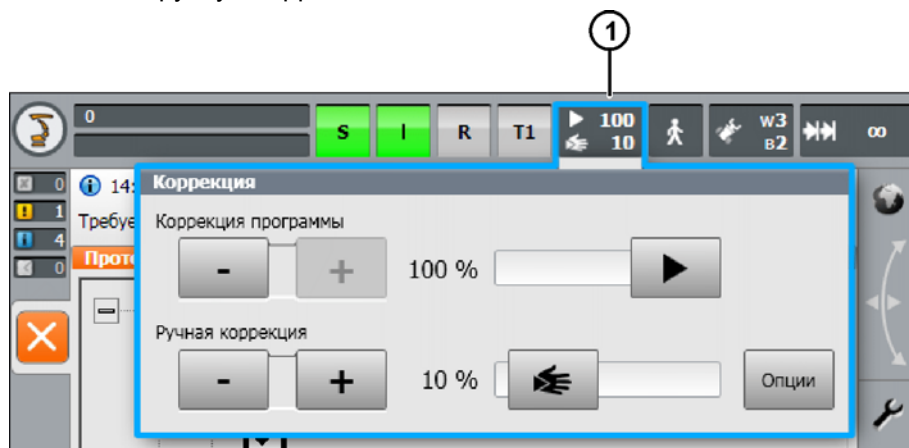 1
0
S I R T1 100 10 W3 B2 ∞
0
1
4
0
14:
Требуе
Прот
Коррекция
Коррекция программы
- + 100 %
Ручная коррекция
- + 10 % Опции